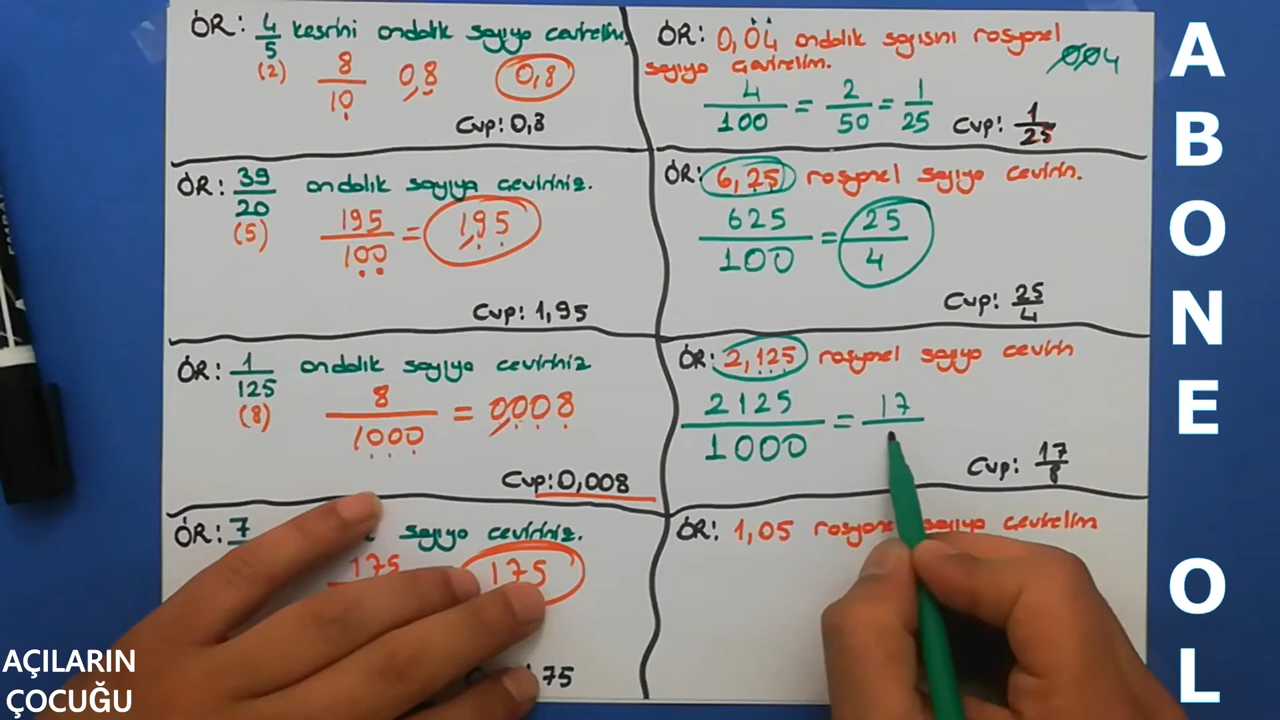 ÖR: 4/5 kesrini ondalık sayıya çevirelim.
(2) 8/10 0,8 0,8
Cvp: 0,8
ÖR: 39/20 ondalık sayıya çeviriniz.
(5) 195/100 = 1,95
Cvp: 1,95
ÖR: 1/125 ondalık sayıya çeviriniz
(8) 8/1000 = 0,008
Cvp: 0,008
ÖR: 7 sayıya çeviriniz.
175 175
75
ÖR: 0,04 ondalık sayısını rasyonel
sayıya çevirelim.
0,04
4/100 = 2/50 = 1/25
Cvp: 1/25
ÖR: 6,25 rasyonel sayıya çevirin.
625/100 = 25/4
Cvp: 25/4
ÖR: 2,125 rasyonel sayıya çevirin
2125/1000 = 17
Cvp: 17/8
ÖR: 1,05 rasyonel sayıya çevirelim
ABONE OL
AÇILARIN
ÇOCUĞU